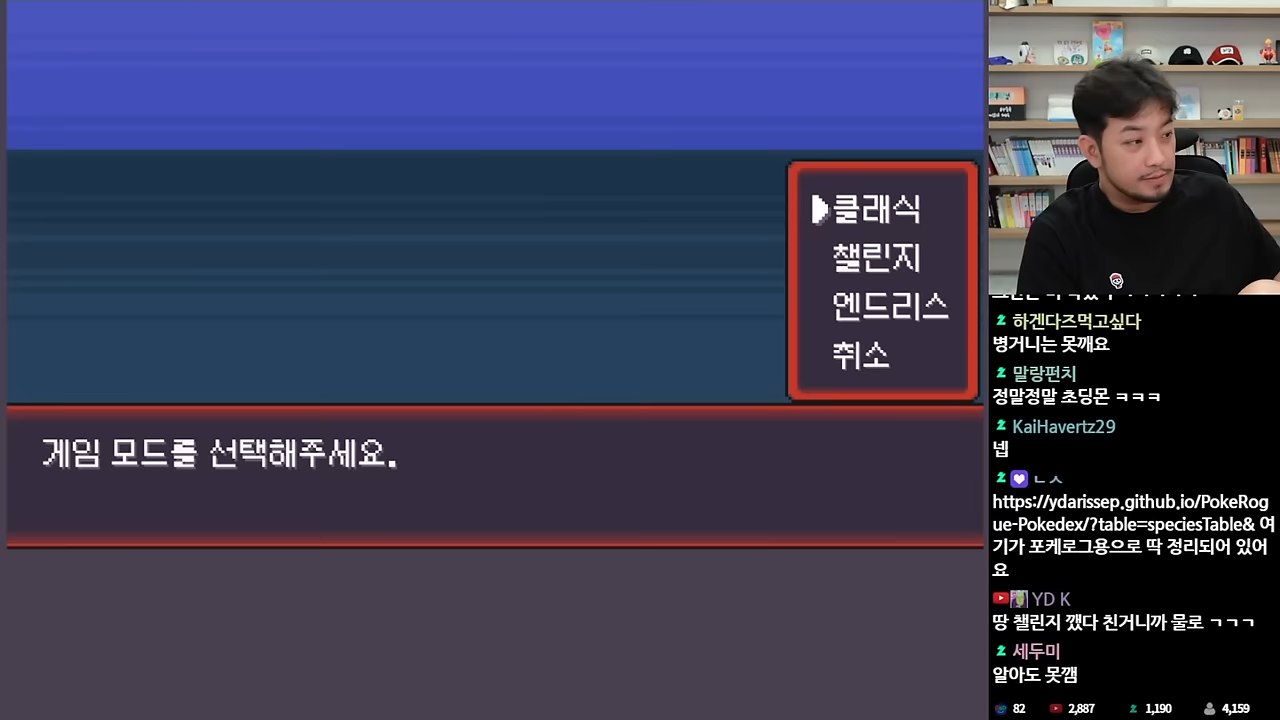 클래식
챌린지
엔드리스
취소
게임 모드를 선택해주세요.
하겐다즈먹고싶다
병거니는 못깨요
말랑펀치
정말정말 초딩몬 ㅋㅋㅋ
KaiHavertz29
넵
ㄴㅅ
https://ydarissep.github.io/PokeRog
ue-Pokedex/?table=speciesTable& 여
기가 포케로그용으로 딱 정리되어 있어
요
YD K
땅 챌린지 깼다 친거니까 물로 ㄱㄱㄱ
세두미
알아도 못깸
82 2,887 1,190 4,159